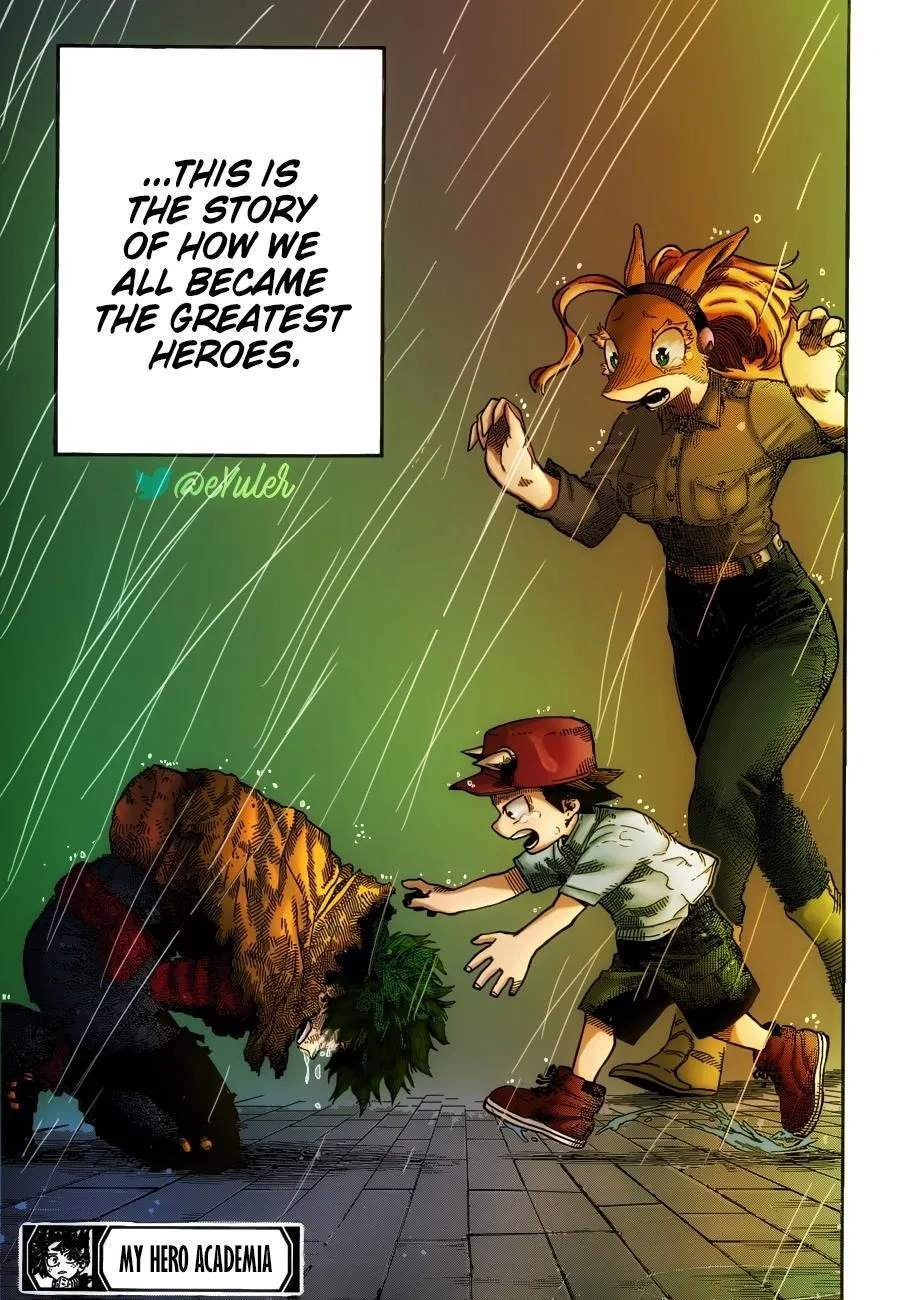 ...THIS IS
THE STORY
OF HOW WE
ALL BECAME
THE GREATEST
HEROES.
@eYuler
MY HERO ACADEMIA